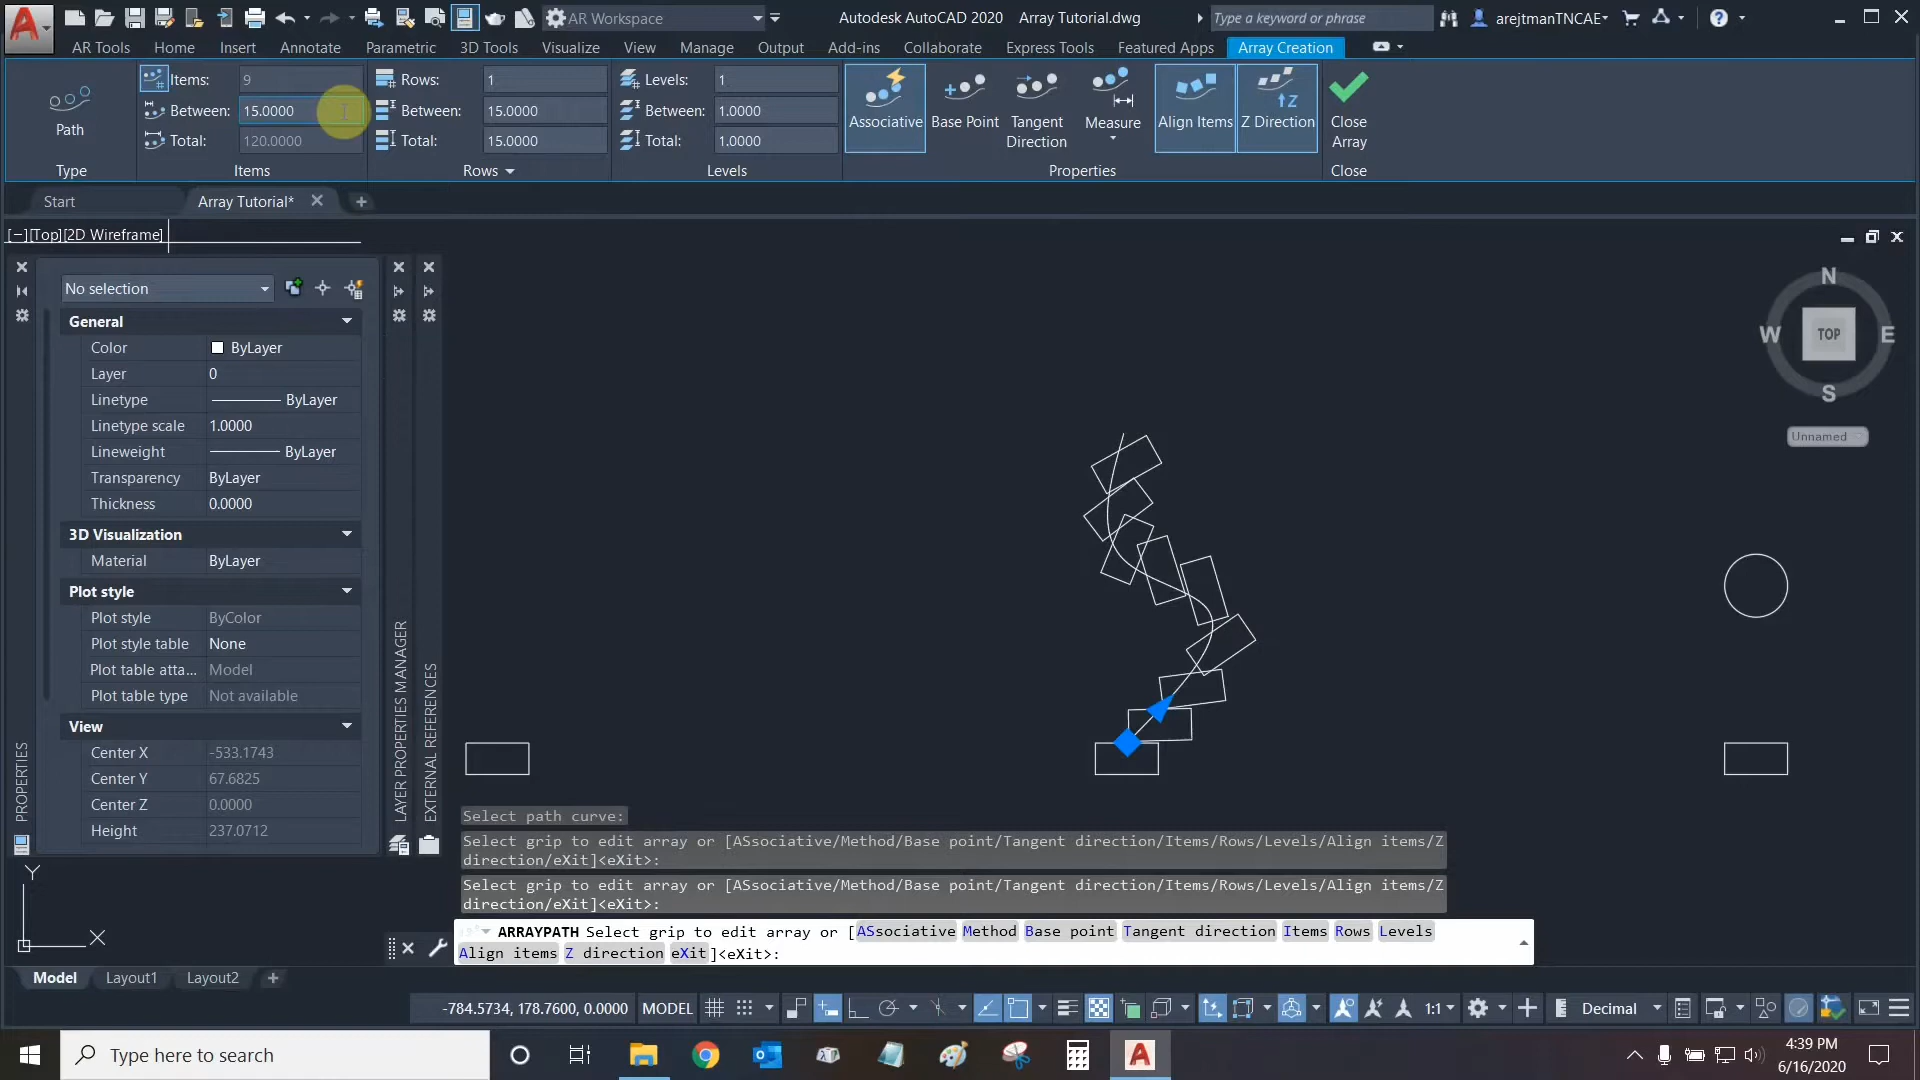 AR Workspace
Autodesk AutoCAD 2020 Array Tutorial.dwg
Type a keyword or phrase
arejtmanTNCAE
AR Tools Home Insert Annotate Parametric 3D Tools Visualize View Manage Output Add-ins Collaborate Express Tools Featured Apps Array Creation
Path
Type
Items: 9
Between: 15.0000
Total: 120.0000
Items
Rows: 1
Between: 15.0000
Total: 15.0000
Rows
Levels: 1
Between: 1.0000
Total: 1.0000
Levels
Associative
Base Point
Tangent
Direction
Measure
Align Items
Z Direction
Properties
Close
Array
Close
Start
Array Tutorial*
[−][Top][2D Wireframe]
No selection
General
Color ByLayer
Layer 0
Linetype ByLayer
Linetype scale 1.0000
Lineweight ByLayer
Transparency ByLayer
Thickness 0.0000
3D Visualization
Material ByLayer
Plot style
Plot style ByColor
Plot style table None
Plot table atta... Model
Plot table type Not available
View
Center X -533.1743
Center Y 67.6825
Center Z 0.0000
Height 237.0712
PROPERTIES
LAYER PROPERTIES MANAGER
EXTERNAL REFERENCES
N
W TOP E
S
Unnamed
Y
X
Select path curve:
Select grip to edit array or [ASsociative/Method/Base point/Tangent direction/Items/Rows/Levels/Align items/Z
direction/eXit]<eXit>:
Select grip to edit array or [ASsociative/Method/Base point/Tangent direction/Items/Rows/Levels/Align items/Z
direction/eXit]<eXit>:
ARRAYPATH Select grip to edit array or [ASsociative Method Base point Tangent direction Items Rows Levels
Align items Z direction eXit]<eXit>:
Model Layout1 Layout2
-784.5734, 178.7600, 0.0000 MODEL 1:1 Decimal
Type here to search
4:39 PM
6/16/2020